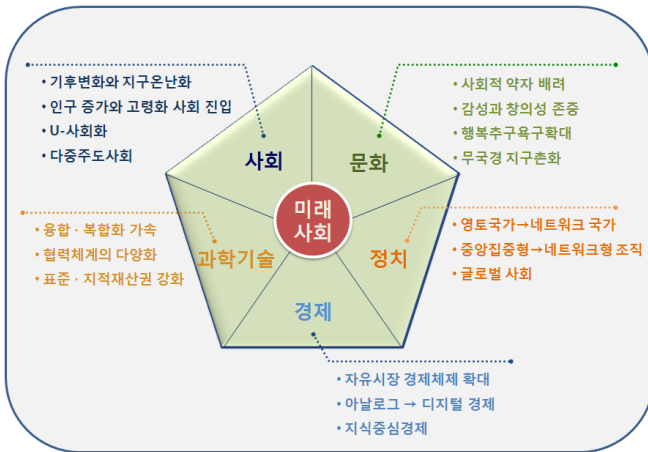 • 기후변화와 지구온난화
• 인구 증가와 고령화 사회 진입
• U-사회화
• 다중주도사회
• 사회적 약자 배려
• 감성과 창의성 존중
• 행복추구욕구확대
• 무국경 지구촌화
사회
문화
미래
사회
• 융합 · 복합화 가속
• 협력체계의 다양화
• 표준 · 지적재산권 강화
과학기술
정치
• 영토국가→네트워크 국가
• 중앙집중형→네트워크형 조직
• 글로벌 사회
경제
• 자유시장 경제체제 확대
• 아날로그 → 디지털 경제
• 지식중심경제